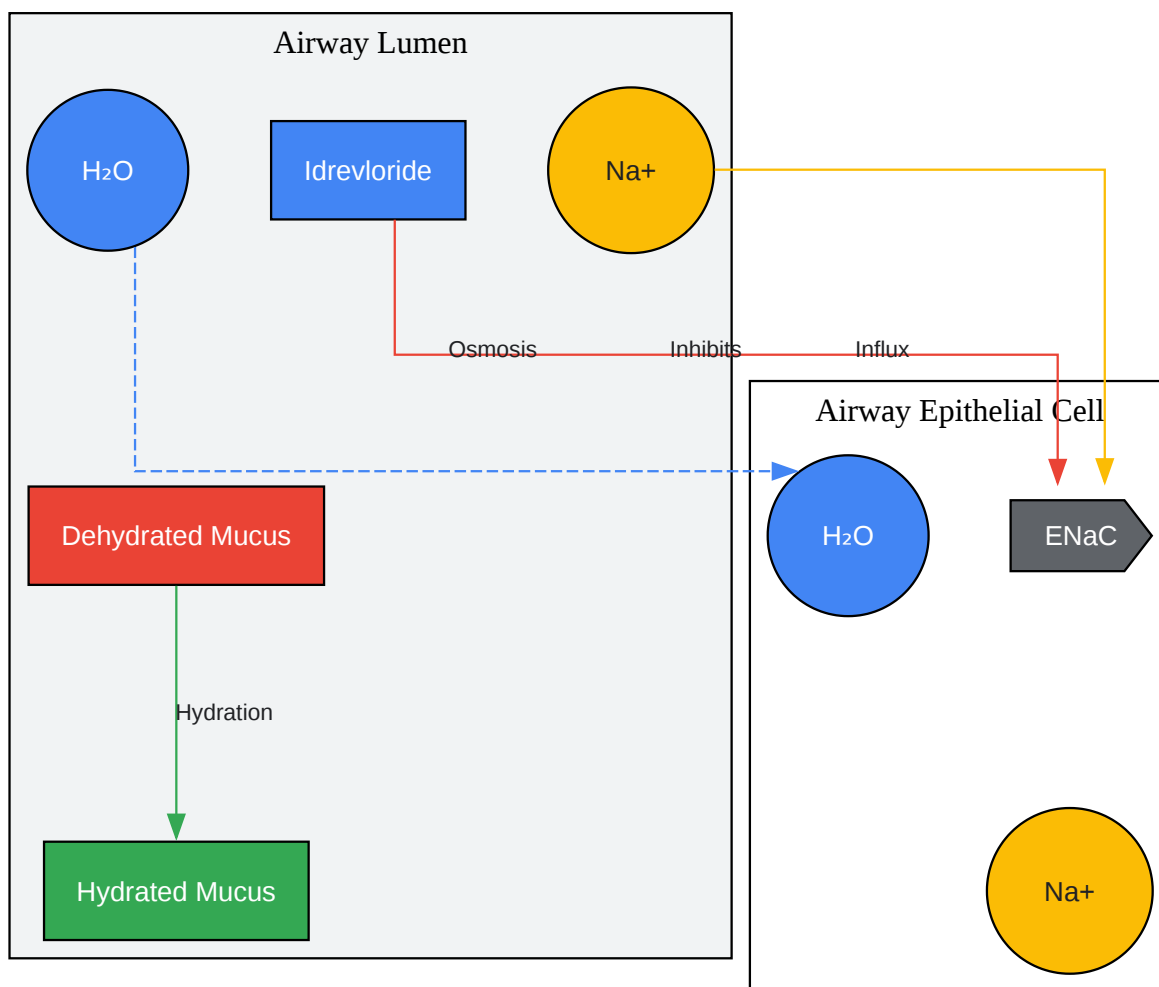 Airway Lumen
H₂O
Idrevloride
Na+
Osmosis
Inhibits
Influx
Airway Epithelial Cell
Dehydrated Mucus
H₂O
ENaC
Hydration
Hydrated Mucus
Na+